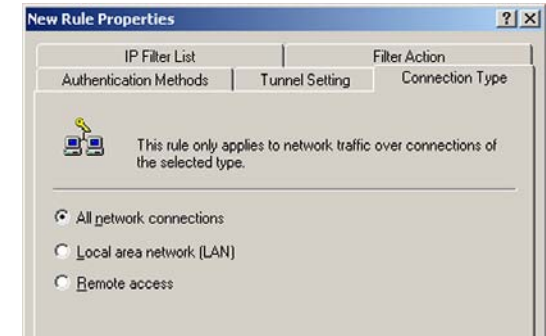 New Rule Properties
IP Filter List Filter Action
Authentication Methods Tunnel Setting Connection Type
This rule only applies to network traffic over connections of
the selected type.
All network connections
Local area network (LAN)
Remote access